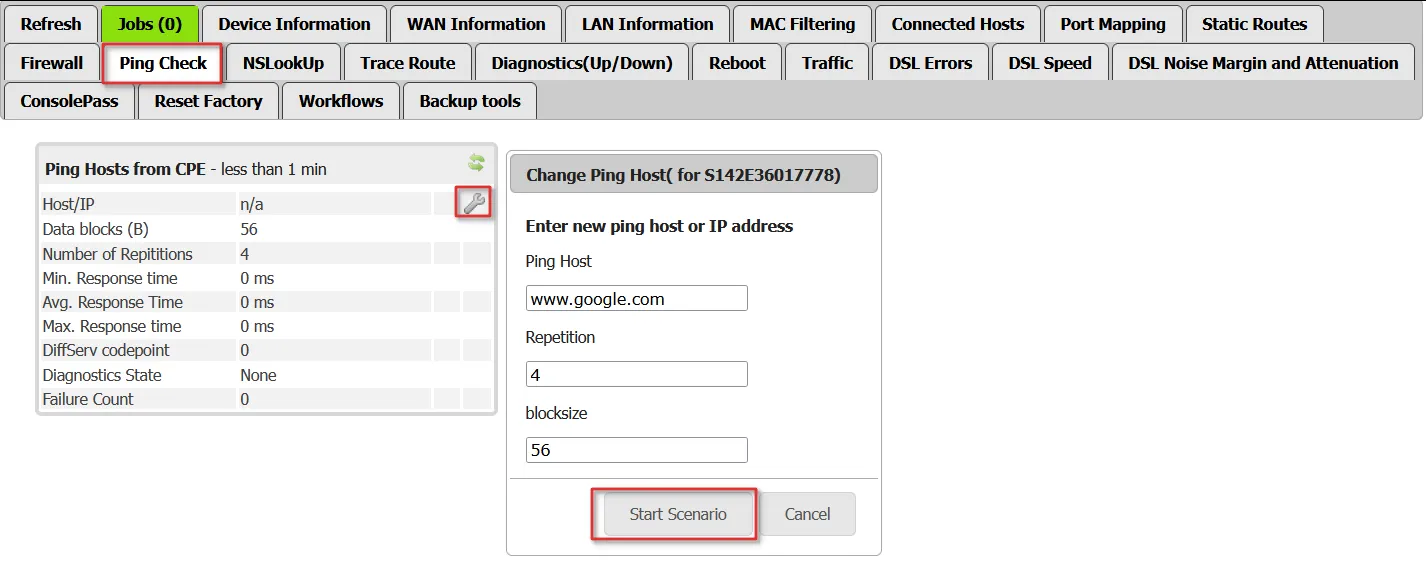 Refresh Jobs (0) Device Information WAN Information LAN Information MAC Filtering Connected Hosts Port Mapping Static Routes
Firewall Ping Check NSLookUp Trace Route Diagnostics(Up/Down) Reboot Traffic DSL Errors DSL Speed DSL Noise Margin and Attenuation
ConsolePass Reset Factory Workflows Backup tools
Ping Hosts from CPE - less than 1 min
Host/IP n/a
Data blocks (B) 56
Number of Repititions 4
Min. Response time 0 ms
Avg. Response Time 0 ms
Max. Response time 0 ms
DiffServ codepoint 0
Diagnostics State None
Failure Count 0
Change Ping Host( for S142E36017778)
Enter new ping host or IP address
Ping Host
www.google.com
Repetition
4
blocksize
56
Start Scenario Cancel